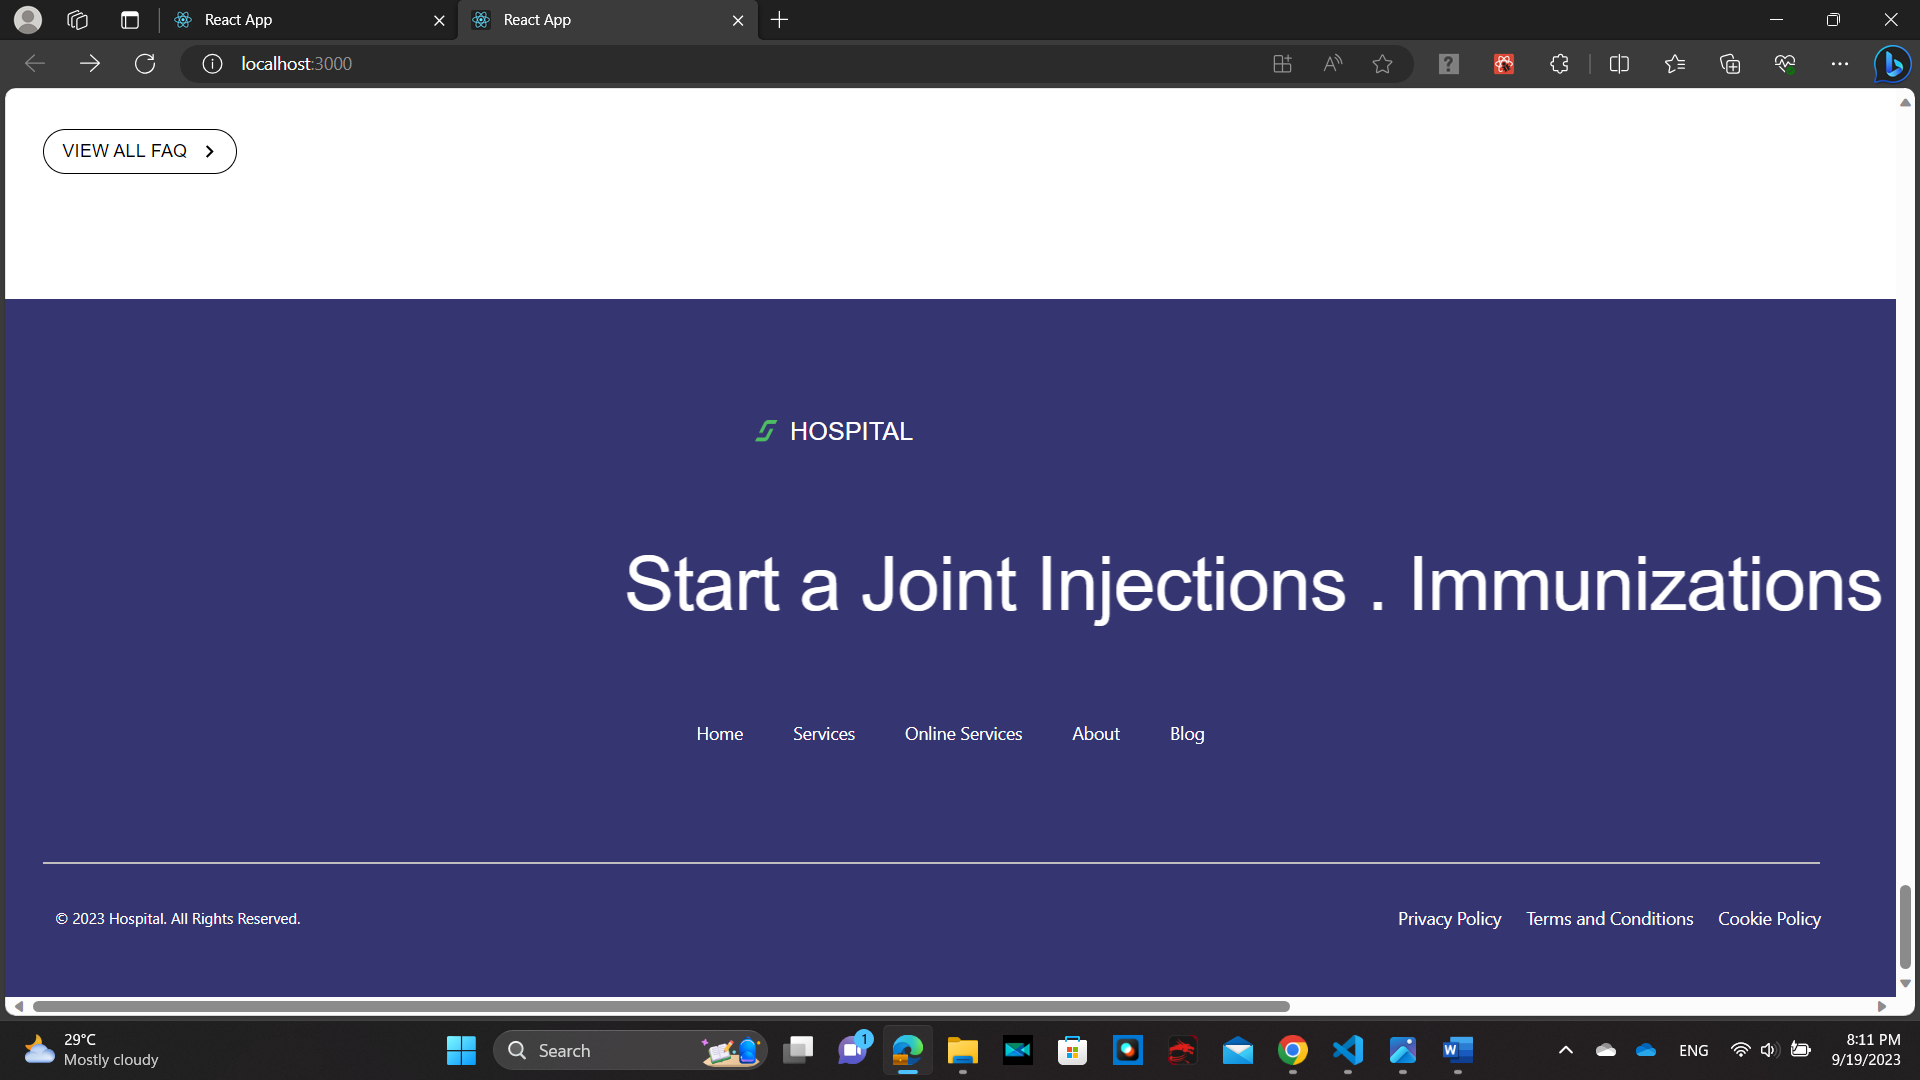 React App
React App
localhost:3000
VIEW ALL FAQ
HOSPITAL
Start a Joint Injections . Immunizations
Home Services Online Services About Blog
© 2023 Hospital. All Rights Reserved.
Privacy Policy Terms and Conditions Cookie Policy
29°C
Mostly cloudy
Search
1
ENG
8:11 PM
9/19/2023